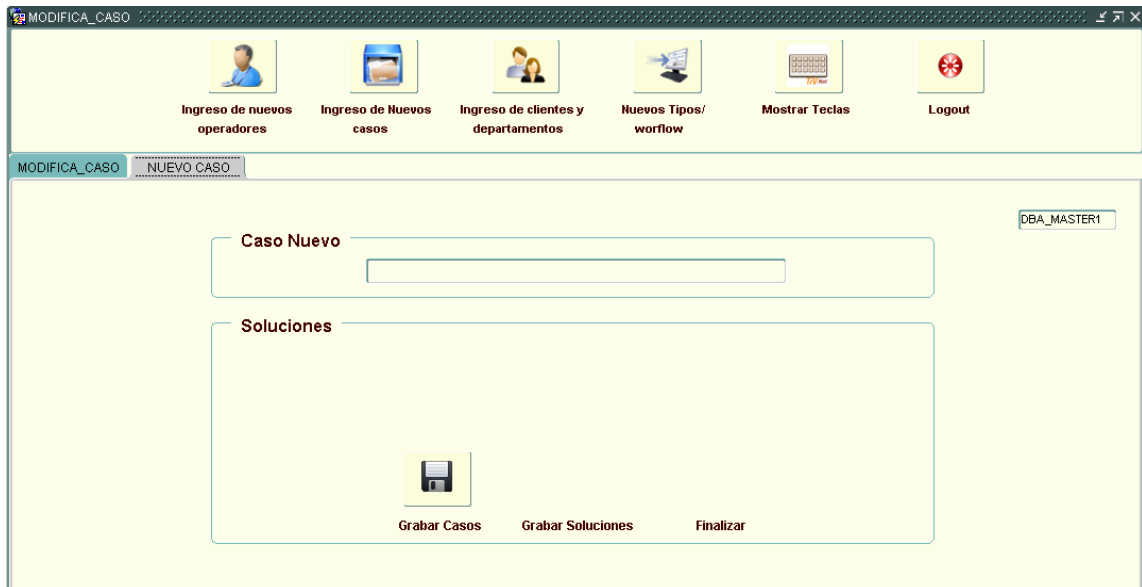 MODIFICA_CASO
Ingreso de nuevos
operadores
Ingreso de Nuevos
casos
Ingreso de clientes y
departamentos
Nuevos Tipos/
worflow
Mostrar Teclas
Logout
MODIFICA_CASO
NUEVO CASO
DBA_MASTER1
Caso Nuevo
Soluciones
Grabar Casos
Grabar Soluciones
Finalizar